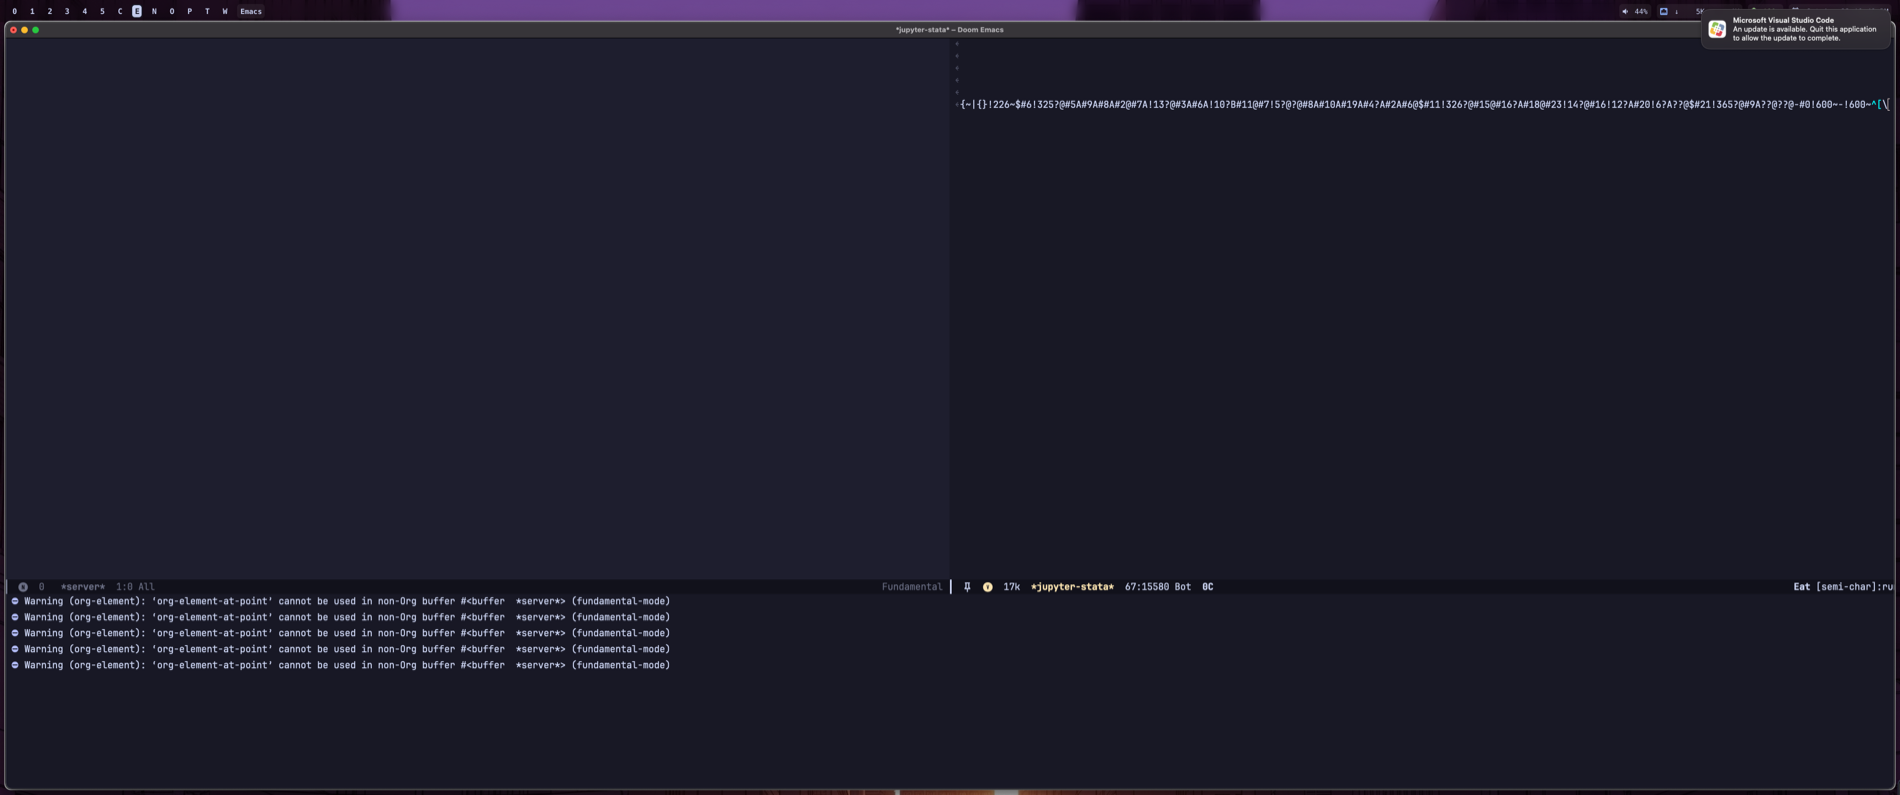 0 1 2 3 4 5 C E N O P T W Emacs
44% ↓ 5K
Microsoft Visual Studio Code
An update is available. Quit this application
to allow the update to complete.
*jupyter-stata* – Doom Emacs
{~|{}!226~$#6!325?@#5A#9A#8A#2@#7A!13?@#3A#6A!10?B#11@#7!5?@?@#8A#10A#19A#4?A#2A#6@$#11!326?@#15@#16?A#18@#23!14?@#16!12?A#20!6?A??@$#21!365?@#9A??@??@-#0!600~-!600~^[\
0 *server* 1:0 All Fundamental
17k *jupyter-stata* 67:15580 Bot 0C Eat [semi-char]:ru
Warning (org-element): ‘org-element-at-point’ cannot be used in non-Org buffer #<buffer  *server*> (fundamental-mode)
Warning (org-element): ‘org-element-at-point’ cannot be used in non-Org buffer #<buffer  *server*> (fundamental-mode)
Warning (org-element): ‘org-element-at-point’ cannot be used in non-Org buffer #<buffer  *server*> (fundamental-mode)
Warning (org-element): ‘org-element-at-point’ cannot be used in non-Org buffer #<buffer  *server*> (fundamental-mode)
Warning (org-element): ‘org-element-at-point’ cannot be used in non-Org buffer #<buffer  *server*> (fundamental-mode)